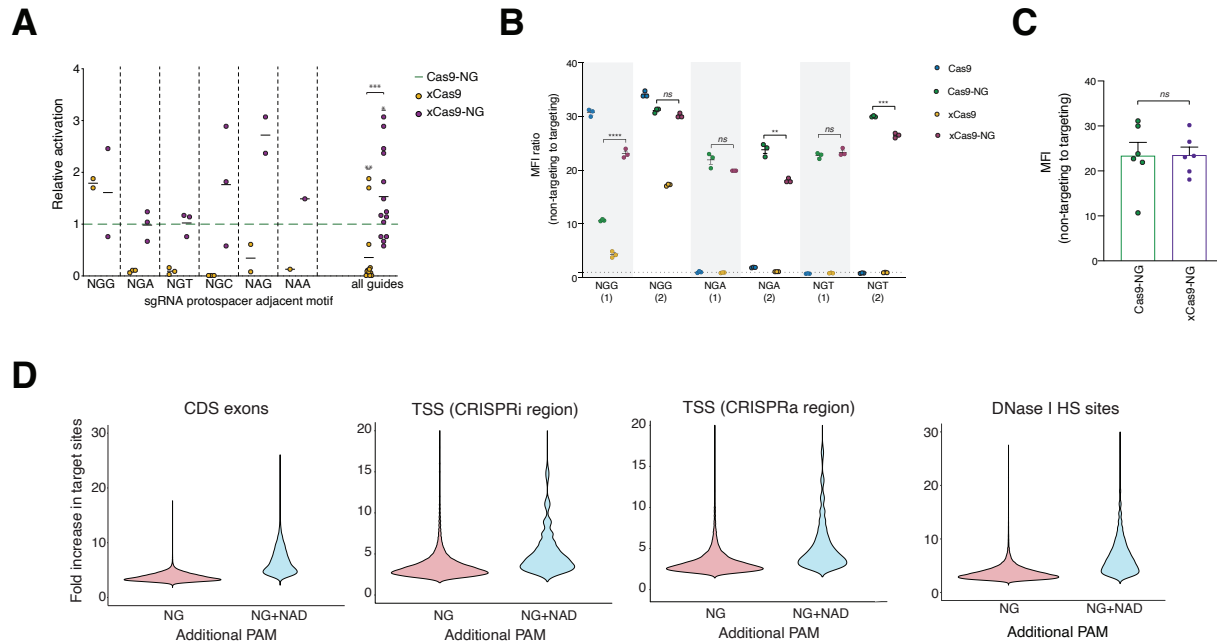 A
4
3
2
1
0
Relative activation
NGG NGA NGT NGC NAG NAA all guides
sgRNA protospacer adjacent motif
***
Cas9-NG
xCas9
xCas9-NG
B
40
30
20
10
0
MFI ratio
(non-targeting to targeting)
****
ns
ns
**
ns
***
NGG NGG NGA NGA NGT NGT
(1) (2) (1) (2) (1) (2)
Cas9
Cas9-NG
xCas9
xCas9-NG
C
40
30
20
10
0
MFI
(non-targeting to targeting)
ns
Cas9-NG
xCas9-NG
D
Fold increase in target sites
CDS exons
30
20
10
0
NG NG+NAD
Additional PAM
TSS (CRISPRi region)
20
15
10
5
0
NG NG+NAD
Additional PAM
TSS (CRISPRa region)
20
15
10
5
0
NG NG+NAD
Additional PAM
DNase I HS sites
30
20
10
0
NG NG+NAD
Additional PAM